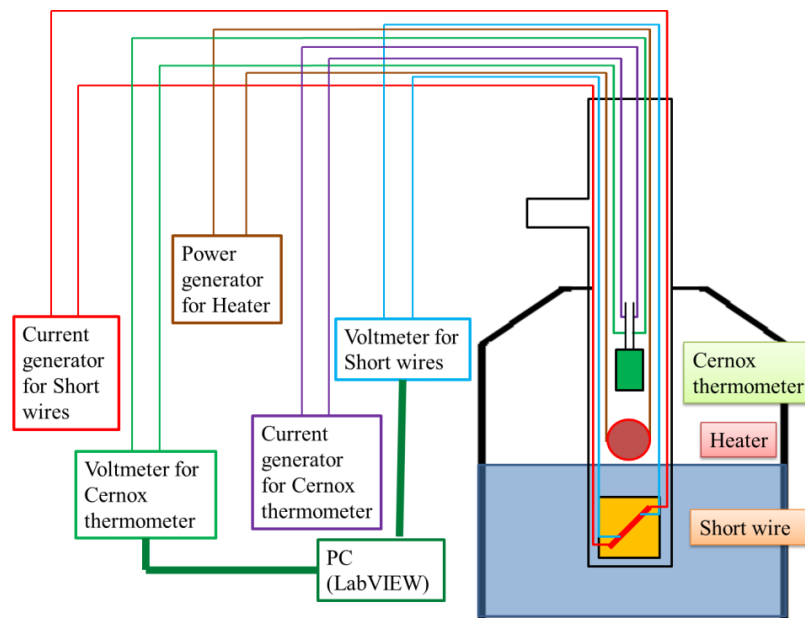 Power
generator
for Heater
Current
generator
for Short
wires
Voltmeter for
Short wires
Cernox
thermometer
Current
generator
for Cernox
thermometer
Heater
Voltmeter for
Cernox
thermometer
Short wire
PC
(LabVIEW)